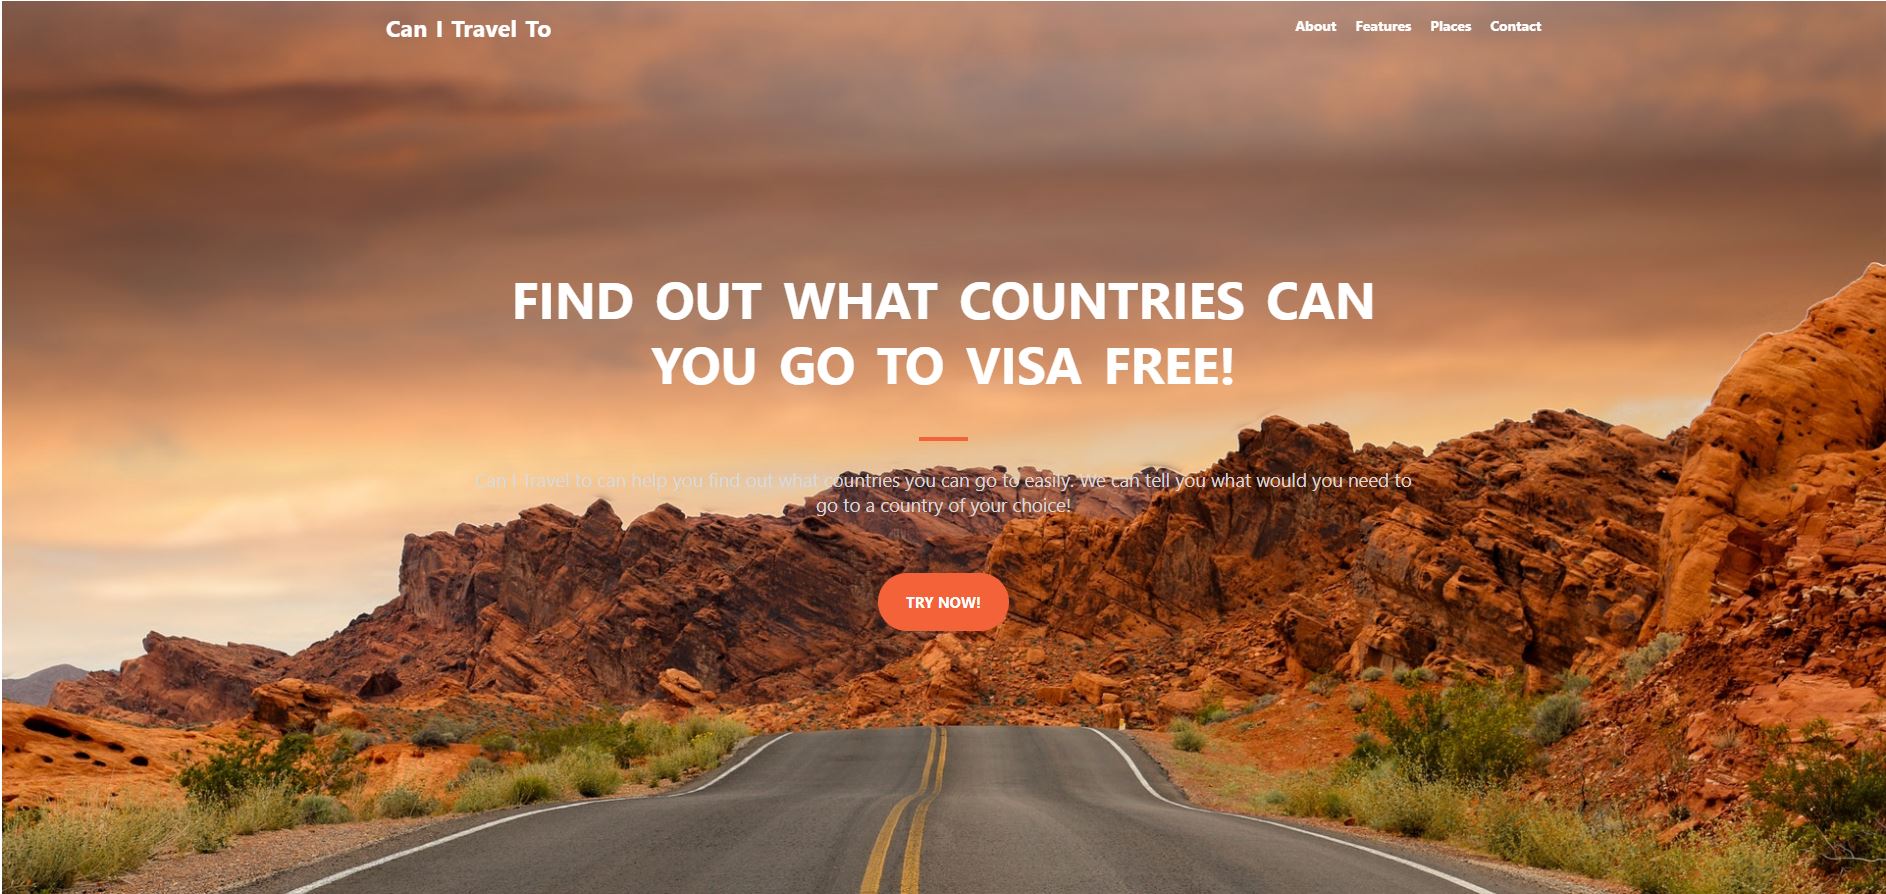 Can I Travel To
About Features Places Contact
FIND OUT WHAT COUNTRIES CAN
YOU GO TO VISA FREE!
Can I Travel to can help you find out what countries you can go to easily. We can tell you what would you need to
go to a country of your choice!
TRY NOW!